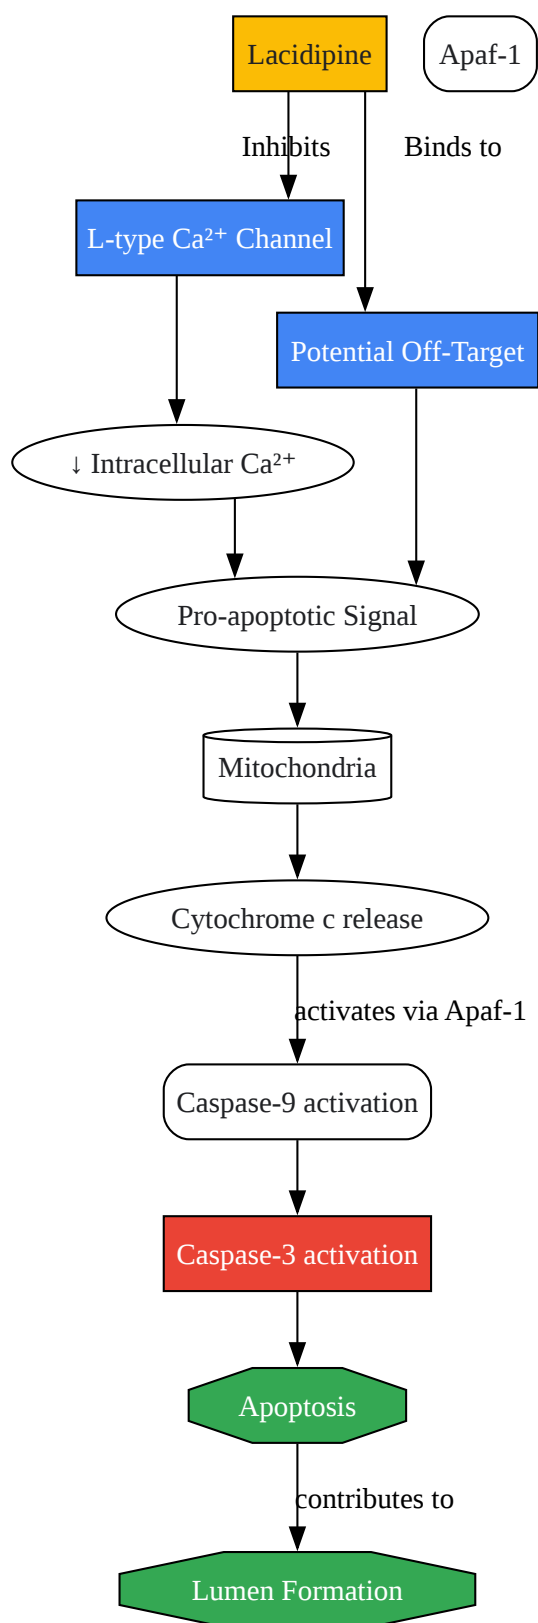 Lacidipine
Apaf-1
Inhibits
Binds to
L-type Ca²⁺ Channel
Potential Off-Target
↓ Intracellular Ca²⁺
Pro-apoptotic Signal
Mitochondria
Cytochrome c release
activates via Apaf-1
Caspase-9 activation
Caspase-3 activation
Apoptosis
contributes to
Lumen Formation